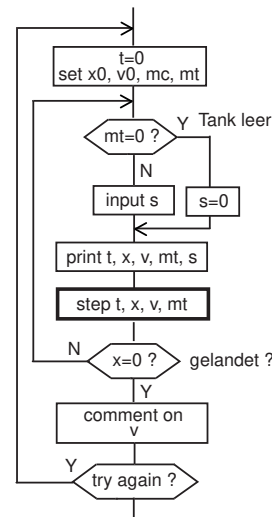 t=0
set x0, v0, mc, mt
mt=0 ?
Y
Tank leer
N
input s
s=0
print t, x, v, mt, s
step t, x, v, mt
N
x=0 ?
gelandet ?
Y
comment on
v
Y
try again ?